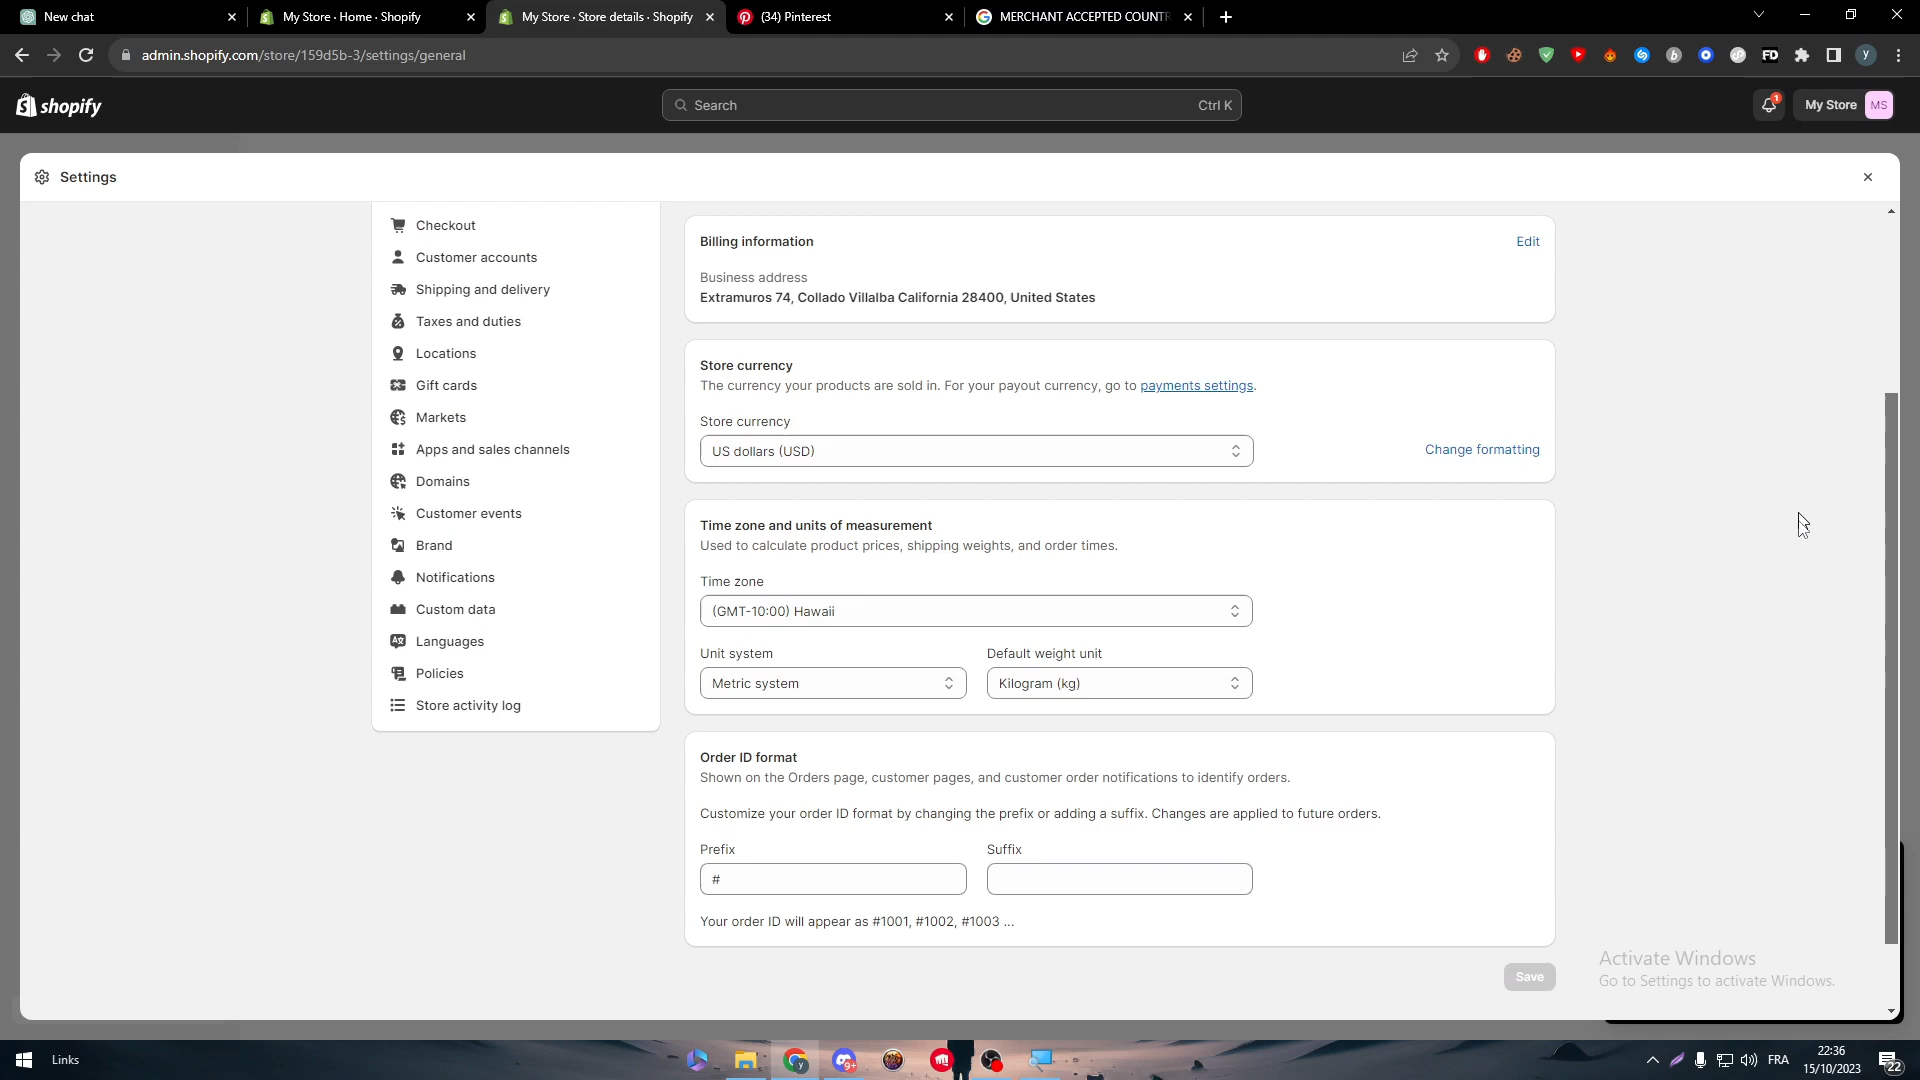 New chat
My Store · Home · Shopify
My Store · Store details · Shopify
(34) Pinterest
MERCHANT ACCEPTED COUNTR
admin.shopify.com/store/159d5b-3/settings/general
shopify
Search
Ctrl K
1
My Store
MS
Settings
Checkout
Customer accounts
Shipping and delivery
Taxes and duties
Locations
Gift cards
Markets
Apps and sales channels
Domains
Customer events
Brand
Notifications
Custom data
Languages
Policies
Store activity log
Billing information
Edit
Business address
Extramuros 74, Collado Villalba California 28400, United States
Store currency
The currency your products are sold in. For your payout currency, go to payments settings.
Store currency
US dollars (USD)
Change formatting
Time zone and units of measurement
Used to calculate product prices, shipping weights, and order times.
Time zone
(GMT-10:00) Hawaii
Unit system
Default weight unit
Metric system
Kilogram (kg)
Order ID format
Shown on the Orders page, customer pages, and customer order notifications to identify orders.
Customize your order ID format by changing the prefix or adding a suffix. Changes are applied to future orders.
Prefix
Suffix
#
Your order ID will appear as #1001, #1002, #1003 ...
Save
Activate Windows
Go to Settings to activate Windows.
Links
9+
FRA
22:36
15/10/2023
22